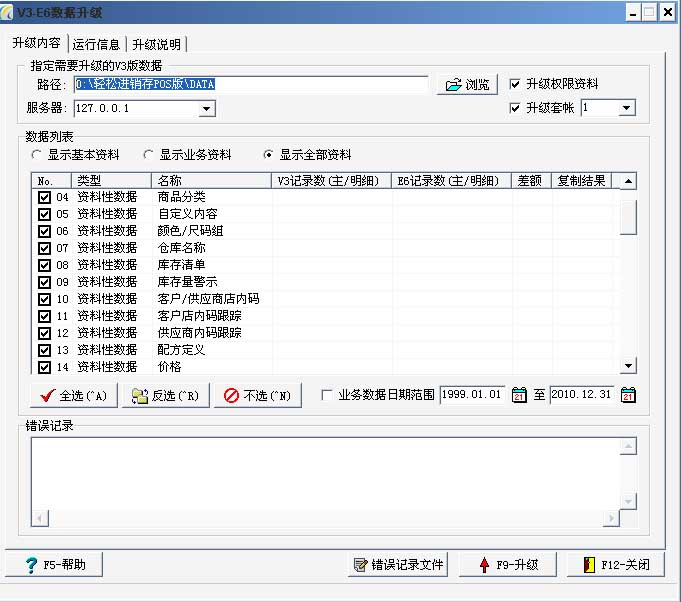 V3-E6数据升级
升级内容 运行信息 升级说明
指定需要升级的V3版数据
路径: D:\轻松进销存POS版\DATA 浏览 升级权限资料
服务器: 127.0.0.1 升级套帐 1
数据列表
显示基本资料 显示业务资料 显示全部资料
No. 类型 名称 V3记录数(主/明细) E6记录数(主/明细) 差额 复制结果
04 资料性数据 商品分类
05 资料性数据 自定义内容
06 资料性数据 颜色/尺码组
07 资料性数据 仓库名称
08 资料性数据 库存清单
09 资料性数据 库存量警示
10 资料性数据 客户/供应商店内码
11 资料性数据 客户店内码跟踪
12 资料性数据 供应商内码跟踪
13 资料性数据 配方定义
14 资料性数据 价格
全选(^A) 反选(^R) 不选(^N) 业务数据日期范围 1999.01.01 21 至 2010.12.31 21
错误记录
F5-帮助 错误记录文件 F9-升级 F12-关闭